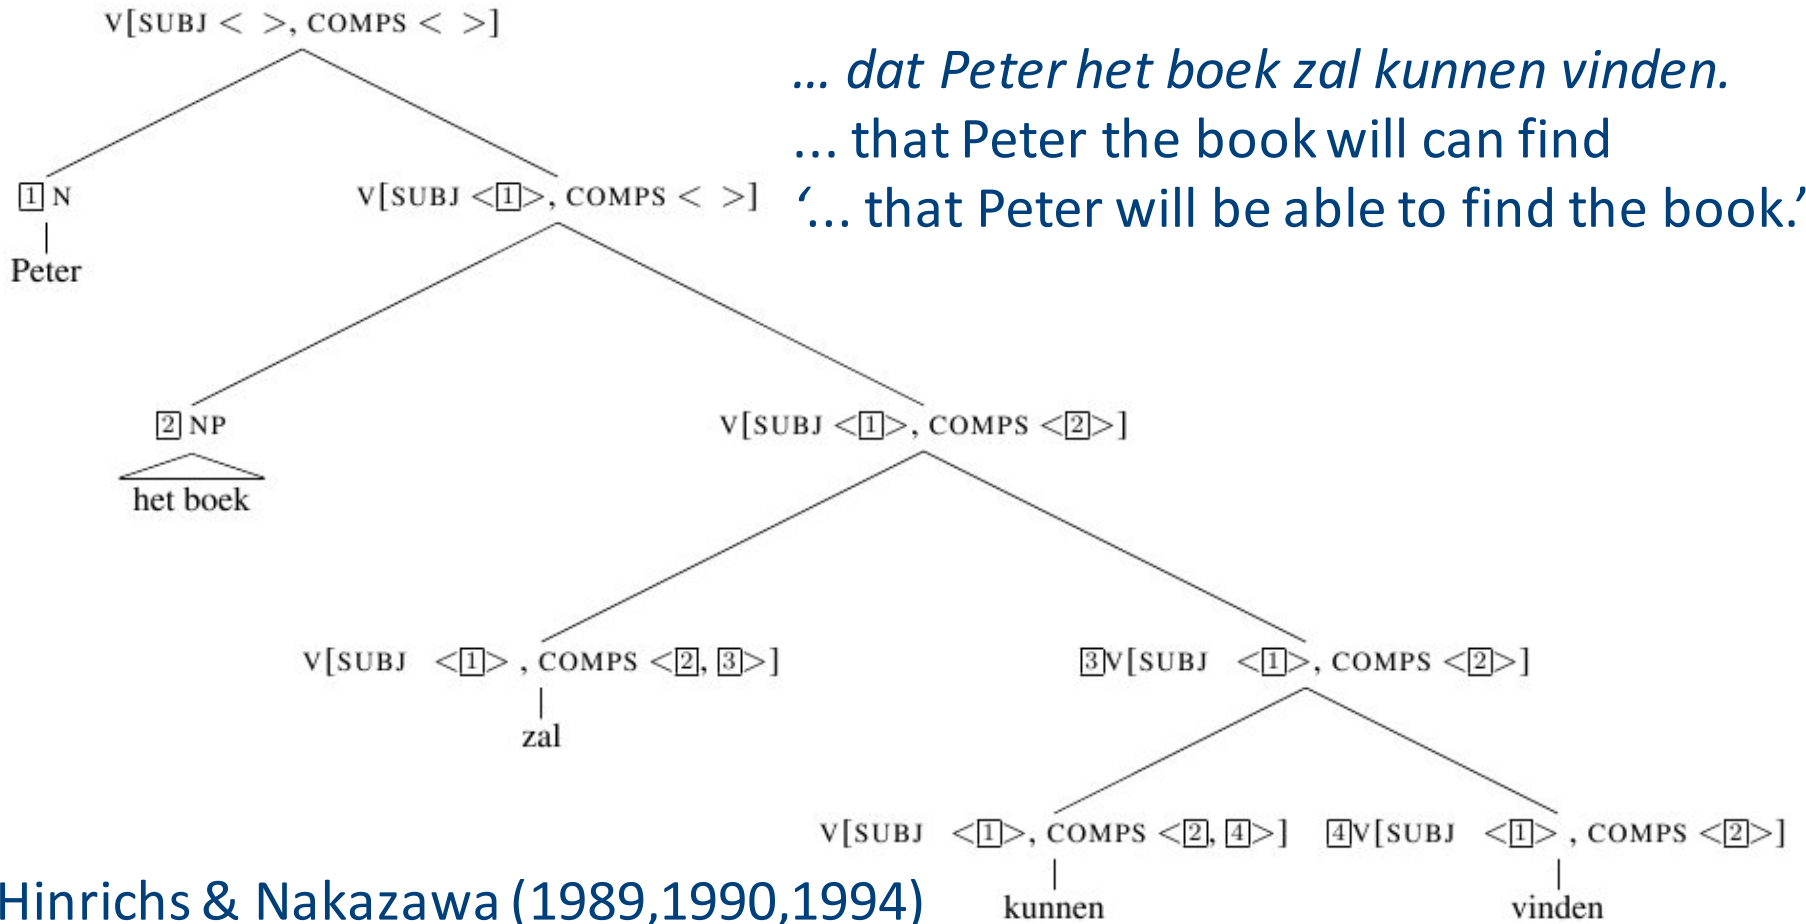 V[SUBJ < >, COMPS < >]
... dat Peter het boek zal kunnen vinden.
... that Peter the book will can find
‘... that Peter will be able to find the book.’
1 N
V[SUBJ <1>, COMPS < >]
Peter
2 NP
V[SUBJ <1>, COMPS <2>]
het boek
V[SUBJ <1> , COMPS <2, 3>]
3V[SUBJ <1>, COMPS <2>]
zal
V[SUBJ <1>, COMPS <2, 4>]
4V[SUBJ <1> , COMPS <2>]
kunnen
vinden
Hinrichs & Nakazawa (1989,1990,1994)